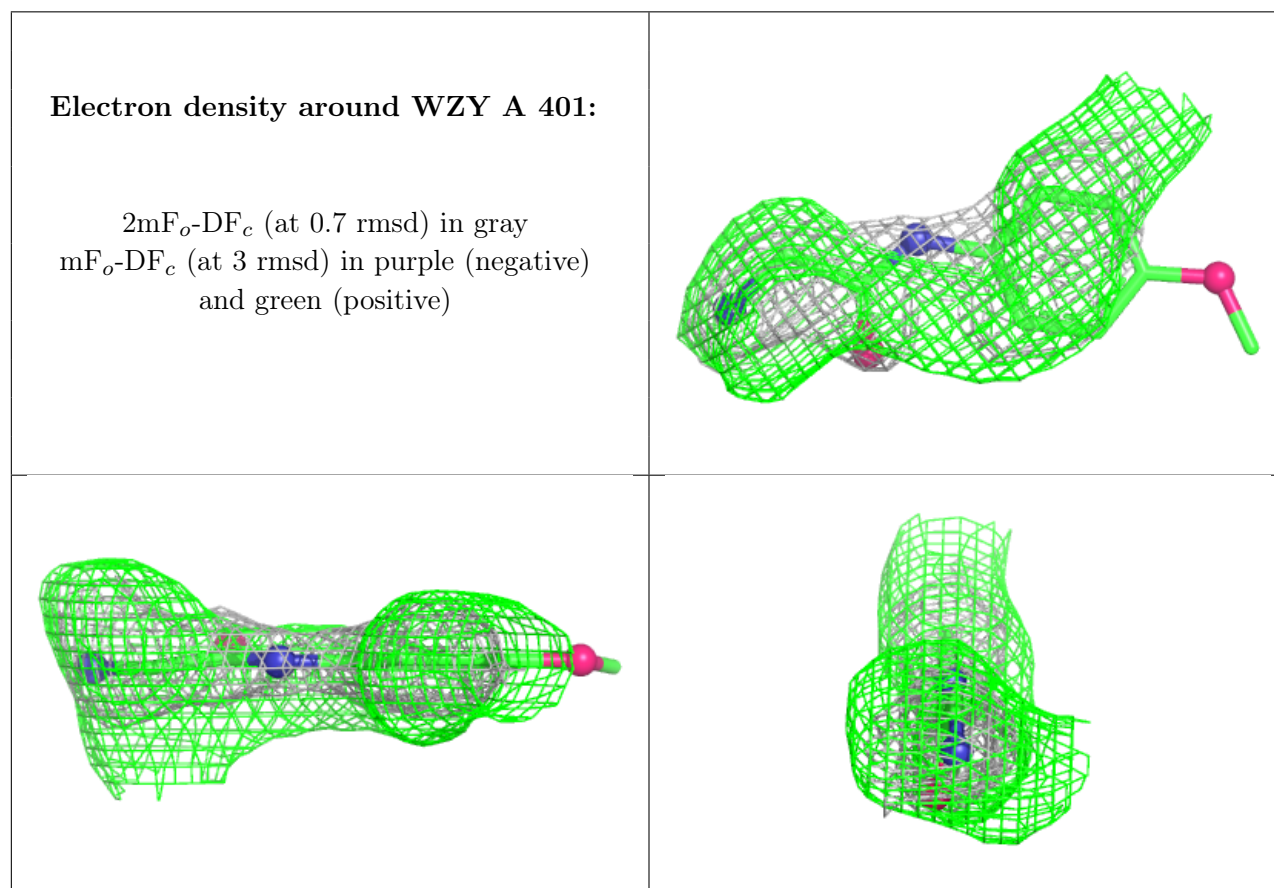 Electron density around WZY A 401:
2mFₒ-DF𝒸 (at 0.7 rmsd) in gray
mFₒ-DF𝒸 (at 3 rmsd) in purple (negative)
and green (positive)